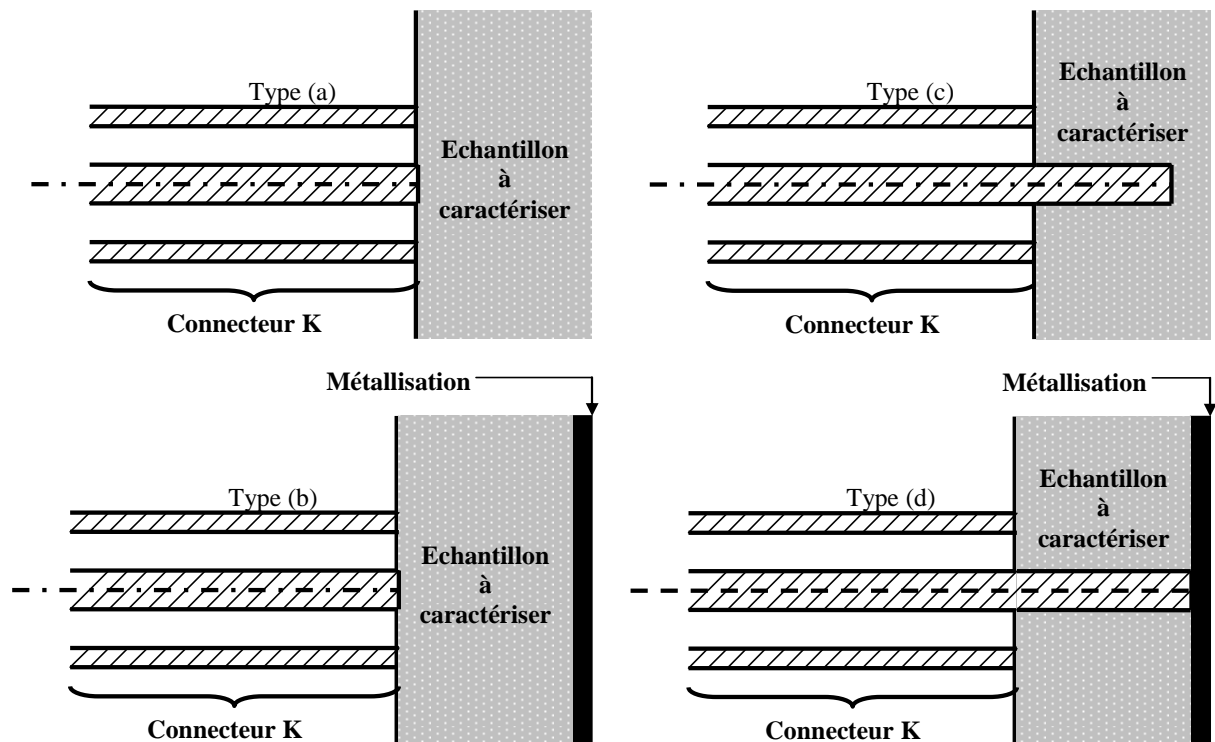 Type (a)
Echantillon
à
caractériser
Connecteur K
Type (c)
Echantillon
à
caractériser
Connecteur K
Métallisation
Type (b)
Echantillon
à
caractériser
Connecteur K
Métallisation
Type (d)
Echantillon
à
caractériser
Connecteur K